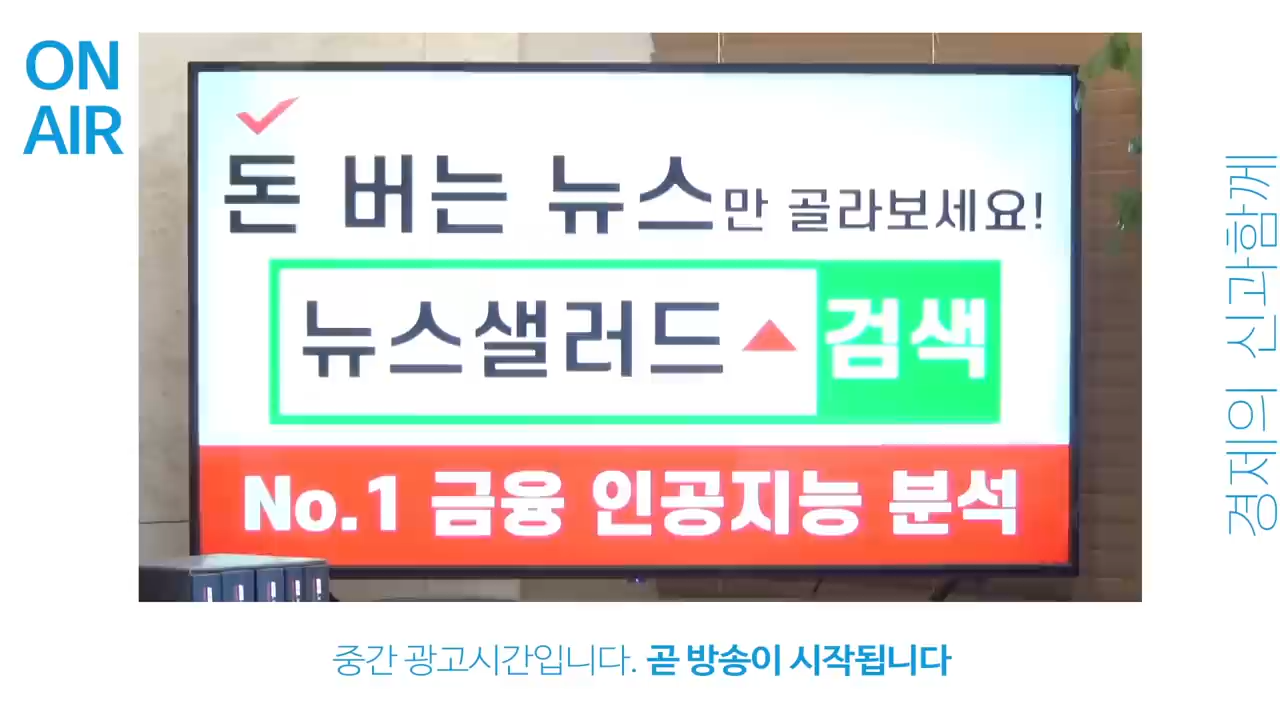 ON
AIR
돈 버는 뉴스만 골라보세요!
뉴스샐러드 검색
No.1 금융 인공지능 분석
경제의 신과함께
중간 광고시간입니다. 곧 방송이 시작됩니다